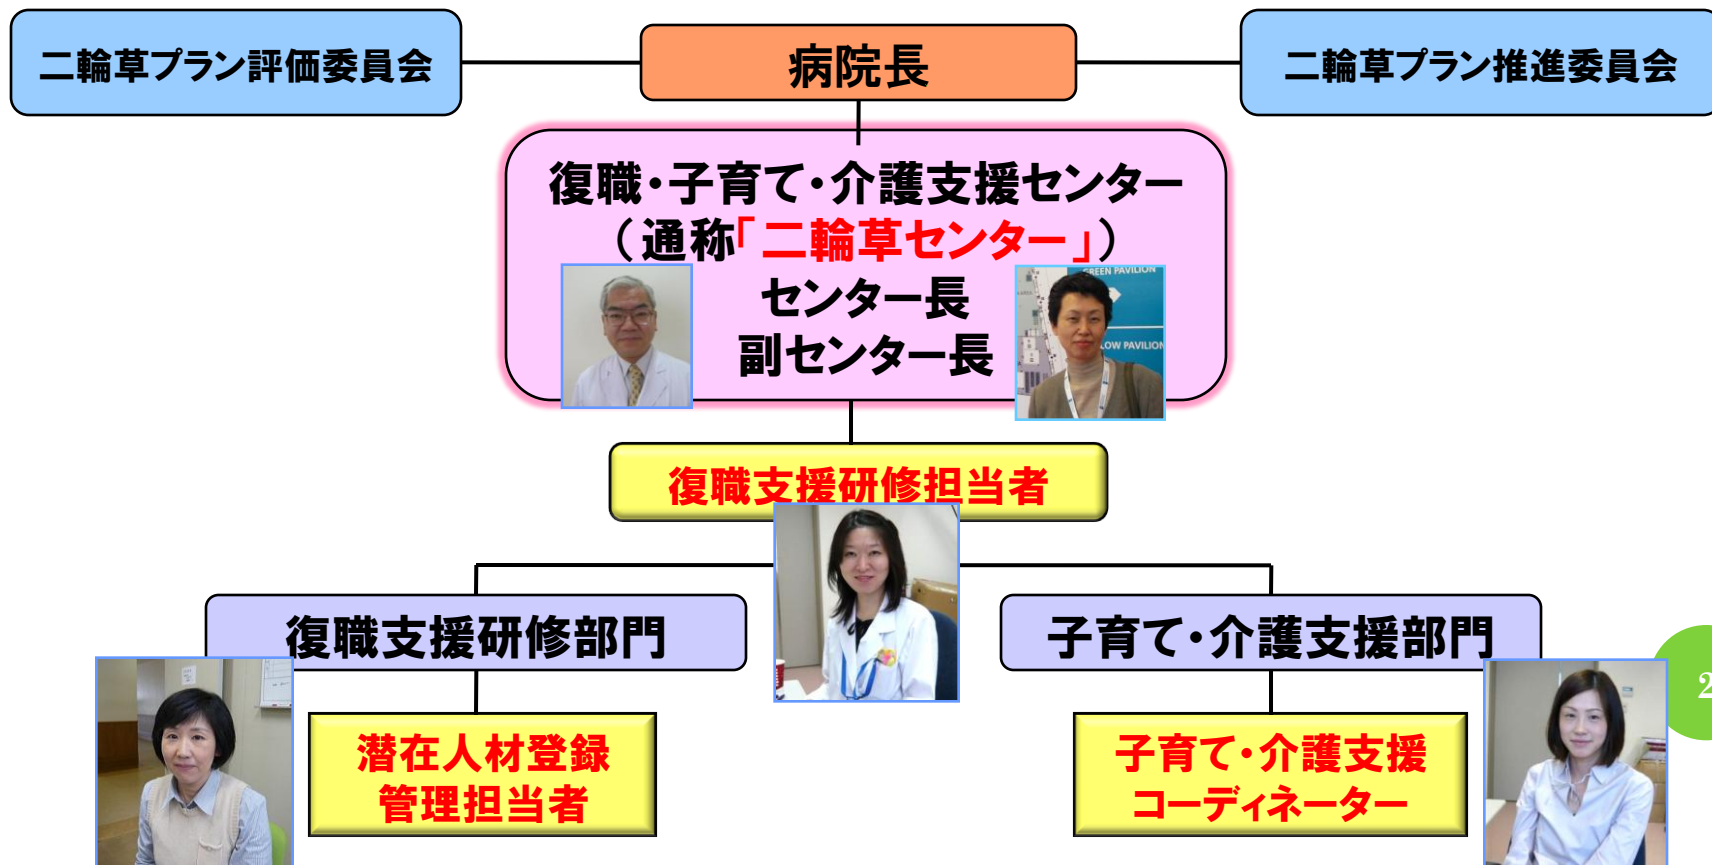 二輪草プラン評価委員会
病院長
二輪草プラン推進委員会
復職・子育て・介護支援センター
（通称「二輪草センター」）
センター長
副センター長
GREEN PAVILION
LOW PAVILION
復職支援研修担当者
復職支援研修部門
子育て・介護支援部門
2
潜在人材登録
管理担当者
子育て・介護支援
コーディネーター